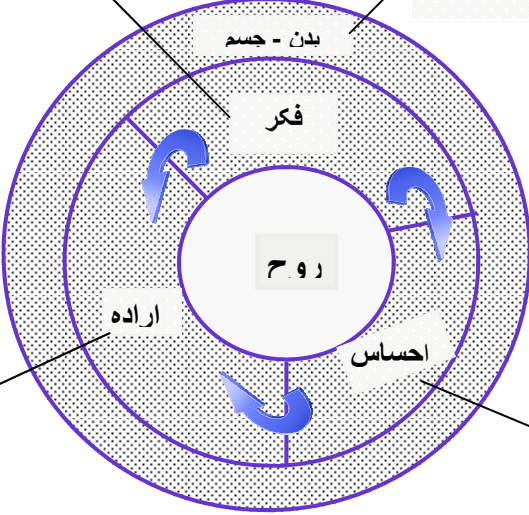 بدن - جسم
فکر
روح
اراده
احساس